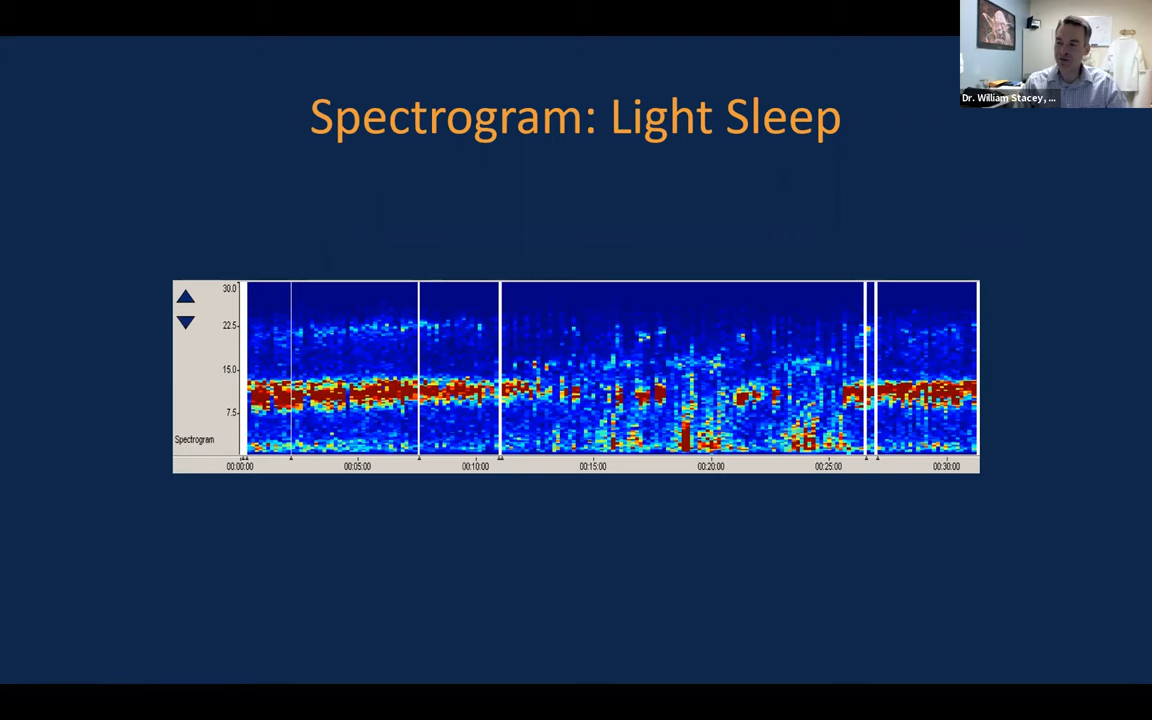 Dr. William Stacey, ...
Spectrogram: Light Sleep
30.0
22.5
15.0
7.5
Spectrogram
00:00:00 00:05:00 00:10:00 00:15:00 00:20:00 00:25:00 00:30:00